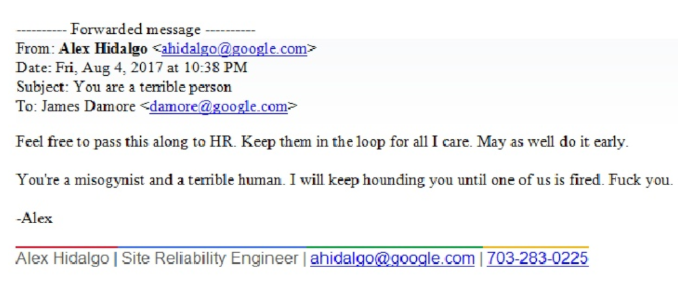 ---------- Forwarded message ----------
From: Alex Hidalgo <ahidalgo@google.com>
Date: Fri, Aug 4, 2017 at 10:38 PM
Subject: You are a terrible person
To: James Damore <damore@google.com>
Feel free to pass this along to HR. Keep them in the loop for all I care. May as well do it early.
You're a misogynist and a terrible human. I will keep hounding you until one of us is fired. Fuck you.
-Alex
Alex Hidalgo | Site Reliability Engineer | ahidalgo@google.com | 703-283-0225